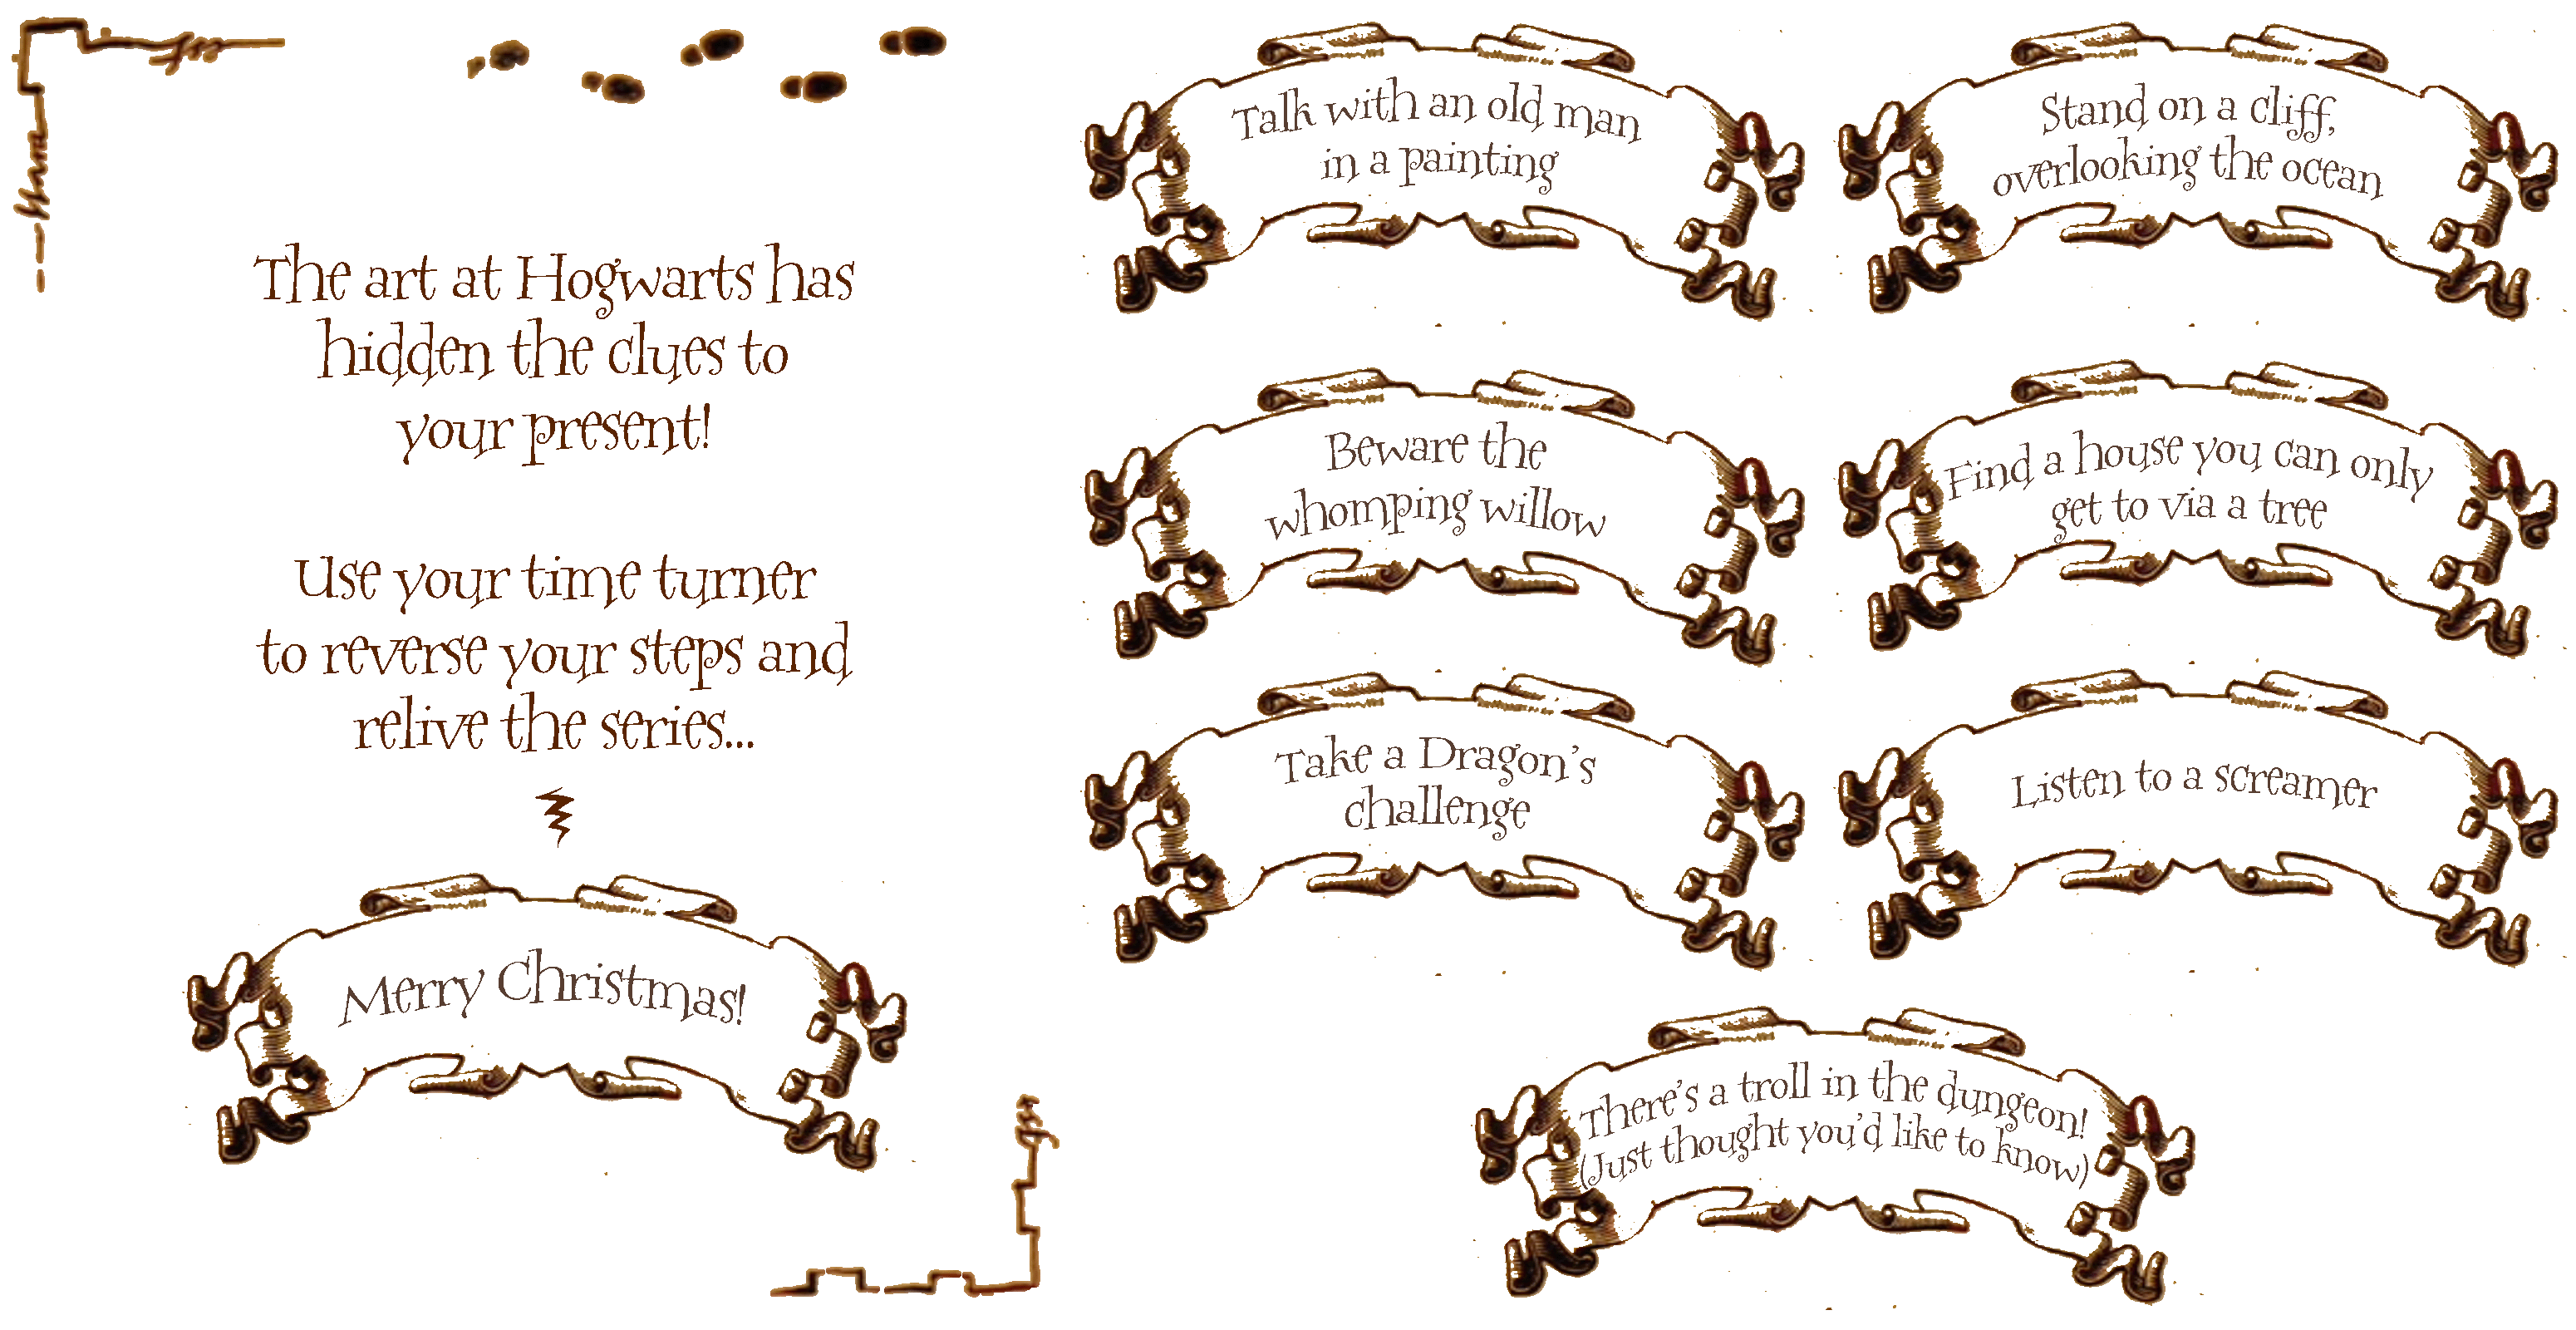 The art at Hogwarts has
hidden the clues to
your present!
Use your time turner
to reverse your steps and
relive the series...
Merry Christmas!
Talk with an old man
in a painting
Stand on a cliff,
overlooking the ocean
Beware the
whomping willow
Find a house you can only
get to via a tree
Take a Dragon's
challenge
Listen to a screamer
There's a troll in the dungeon!
(Just thought you'd like to know)